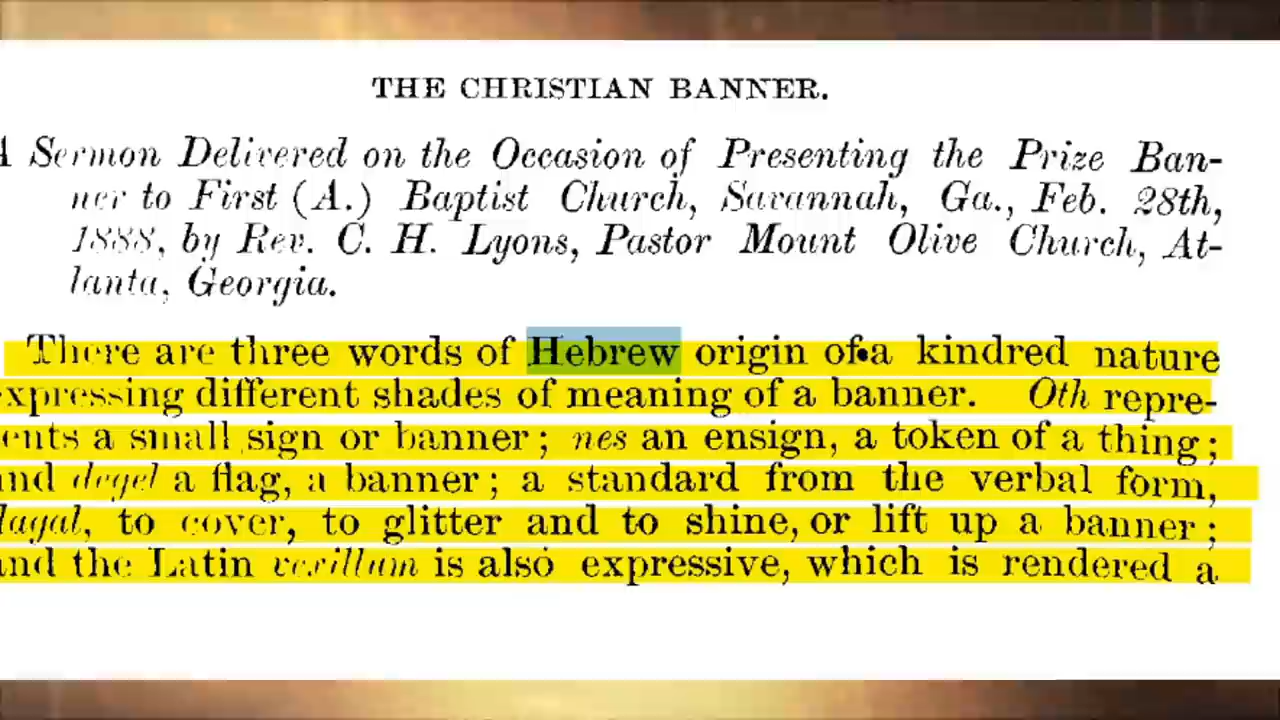 THE CHRISTIAN BANNER.
A Sermon Delivered on the Occasion of Presenting the Prize Ban-
ner to First (A.) Baptist Church, Savannah, Ga., Feb. 28th,
1888, by Rev. C. H. Lyons, Pastor Mount Olive Church, At-
lanta, Georgia.
There are three words of Hebrew origin of a kindred nature
xpressing different shades of meaning of a banner. Oth repre-
ents a small sign or banner; nes an ensign, a token of a thing;
nd degel a flag, a banner; a standard from the verbal form,
dagal, to cover, to glitter and to shine, or lift up a banner;
nd the Latin vexillum is also expressive, which is rendered a